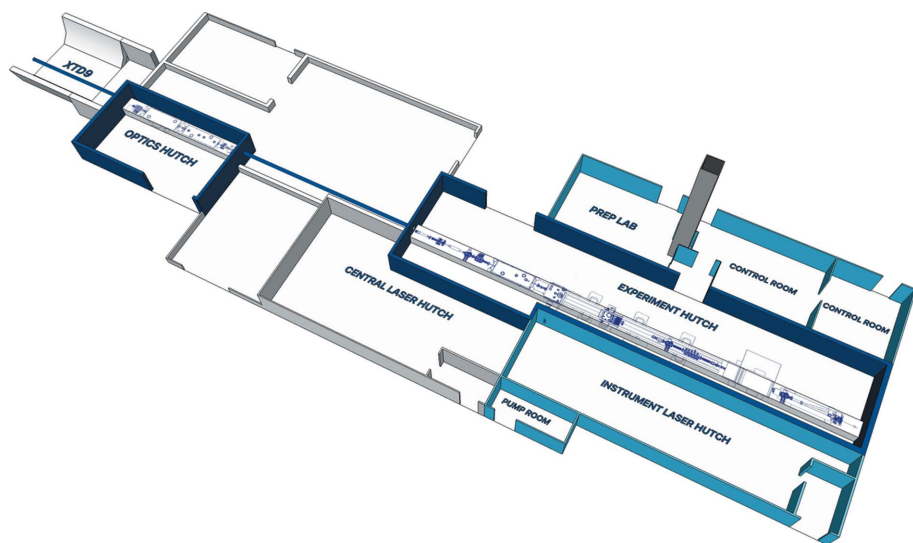 XTD9
OPTICS HUTCH
PREP LAB
CONTROL ROOM
CONTROL ROOM
CENTRAL LASER HUTCH
EXPERIMENT HUTCH
INSTRUMENT LASER HUTCH
PUMP ROOM